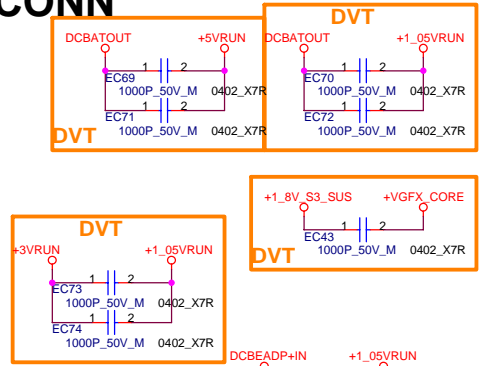 CONN
DCBATOUT +5VRUN
1 2
EC69
1000P_50V_M 0402_X7R
1 2
EC71
1000P_50V_M 0402_X7R
DVT
DVT
DCBATOUT +1_05VRUN
1 2
EC70
1000P_50V_M 0402_X7R
1 2
EC72
1000P_50V_M 0402_X7R
+1_8V_S3_SUS +VGFX_CORE
1 2
EC43
1000P_50V_M 0402_X7R
DVT
DVT
+3VRUN +1_05VRUN
1 2
EC73
1000P_50V_M 0402_X7R
1 2
EC74
1000P_50V_M 0402_X7R
DCBEADP+IN +1_05VRUN